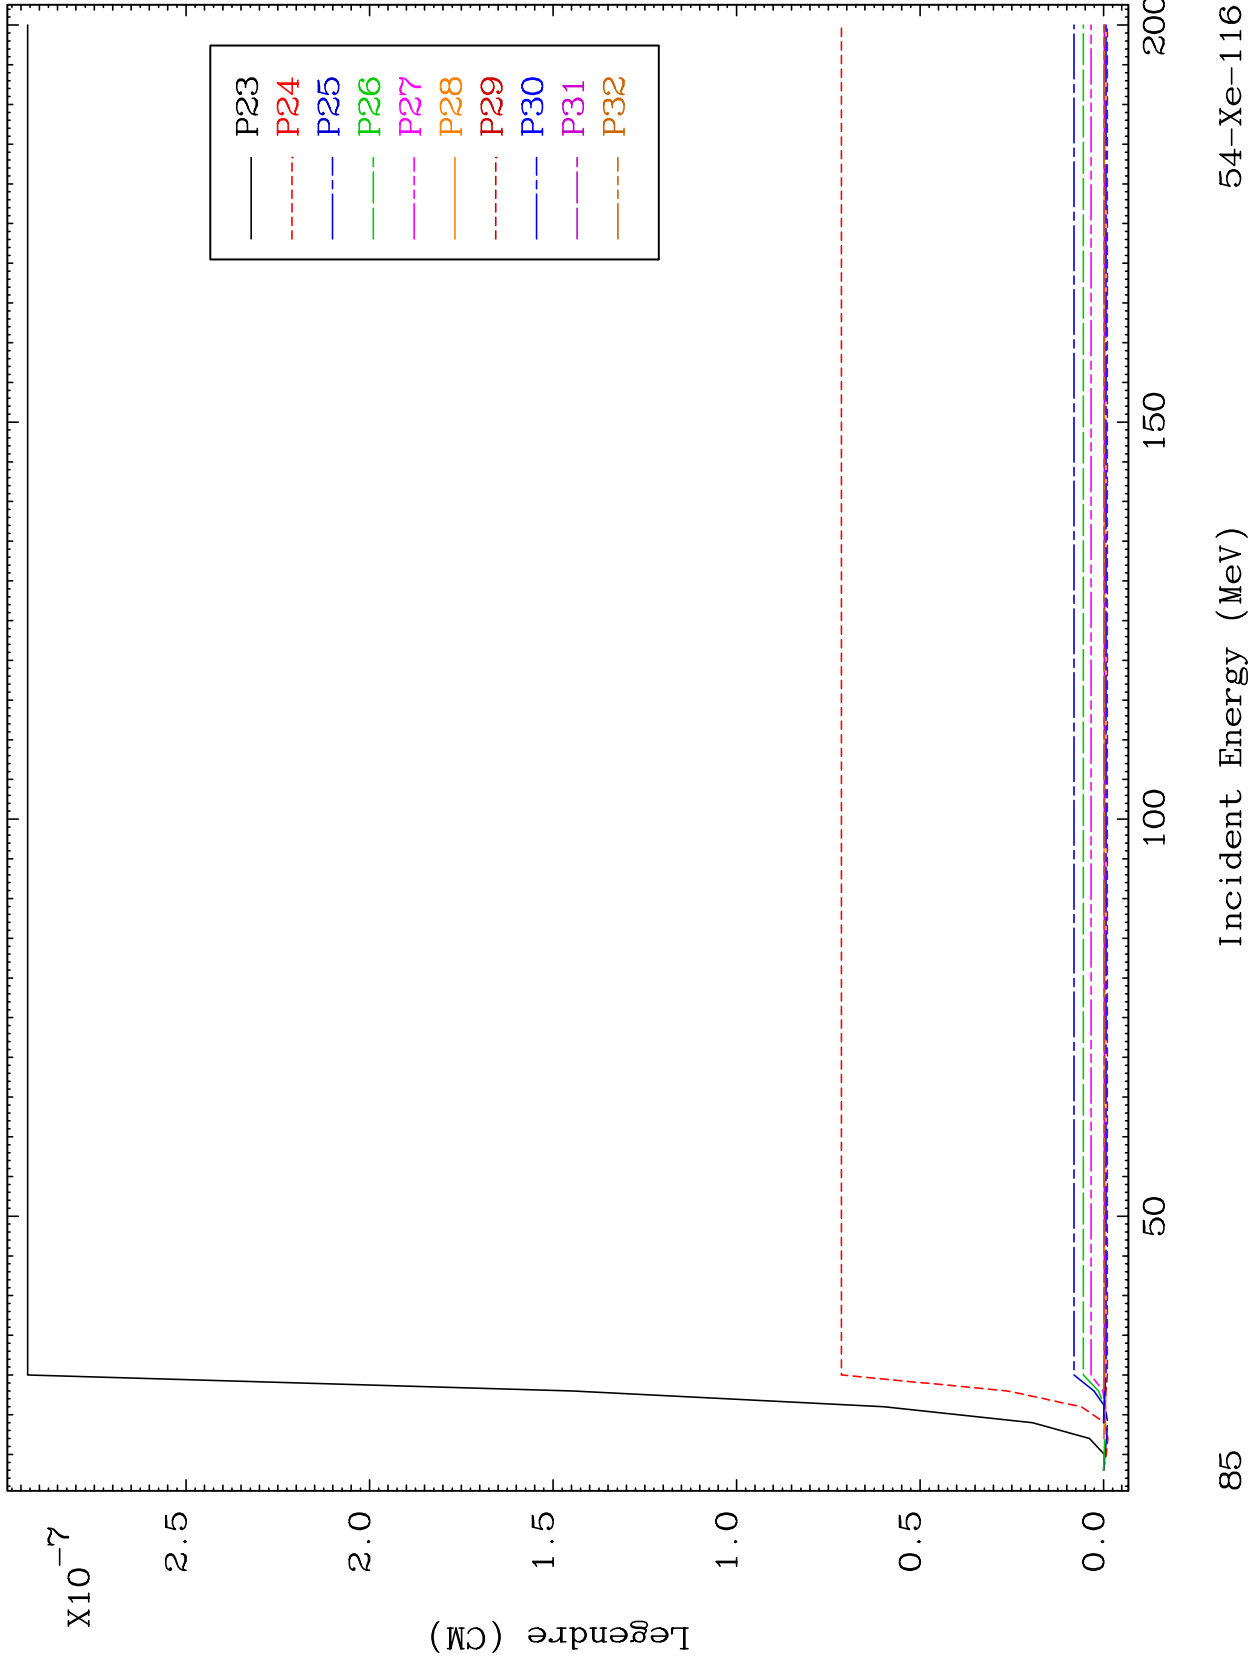 X10-7
2.5
2.0
1.5
1.0
0.5
0.0
Legendre (CM)
P23
P24
P25
P26
P27
P28
P29
P30
P31
P32
50
100
150
200
85
Incident Energy (MeV)
54-Xe-116